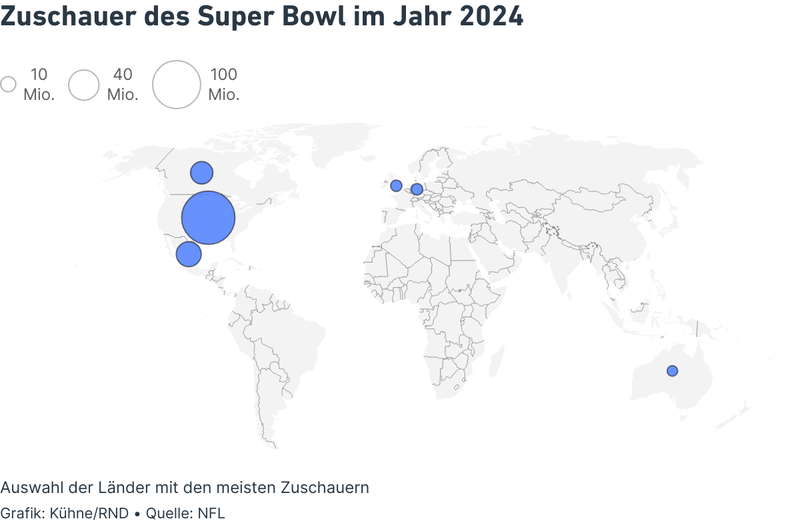 Zuschauer des Super Bowl im Jahr 2024
10 Mio.
40 Mio.
100 Mio.
Auswahl der Länder mit den meisten Zuschauern
Grafik: Kühne/RND • Quelle: NFL